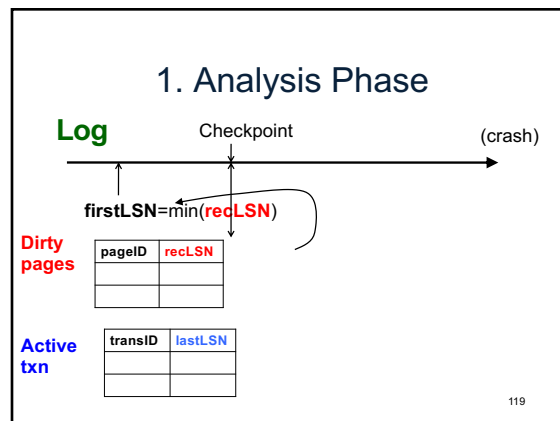 1. Analysis Phase
Log
Checkpoint
(crash)
firstLSN=min(recLSN)
Dirty
pages
pageID recLSN
Active
txn
transID lastLSN
119